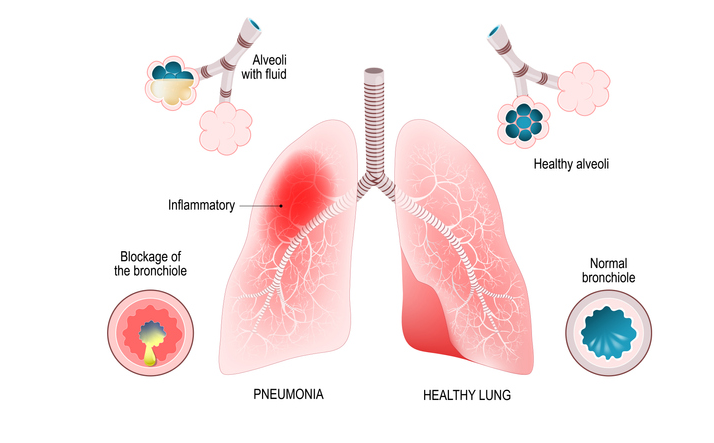 Alveoli
with fluid
Healthy alveoli
Inflammatory
Blockage of
the bronchiole
Normal
bronchiole
PNEUMONIA
HEALTHY LUNG